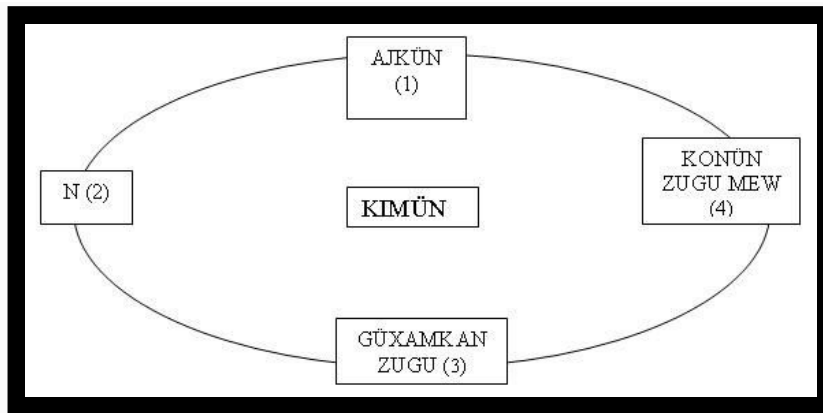 AJKÜN
(1)
N (2)
KIMÜN
KONÜN
ZUGU MEW
(4)
GÜXAMKAN
ZUGU (3)